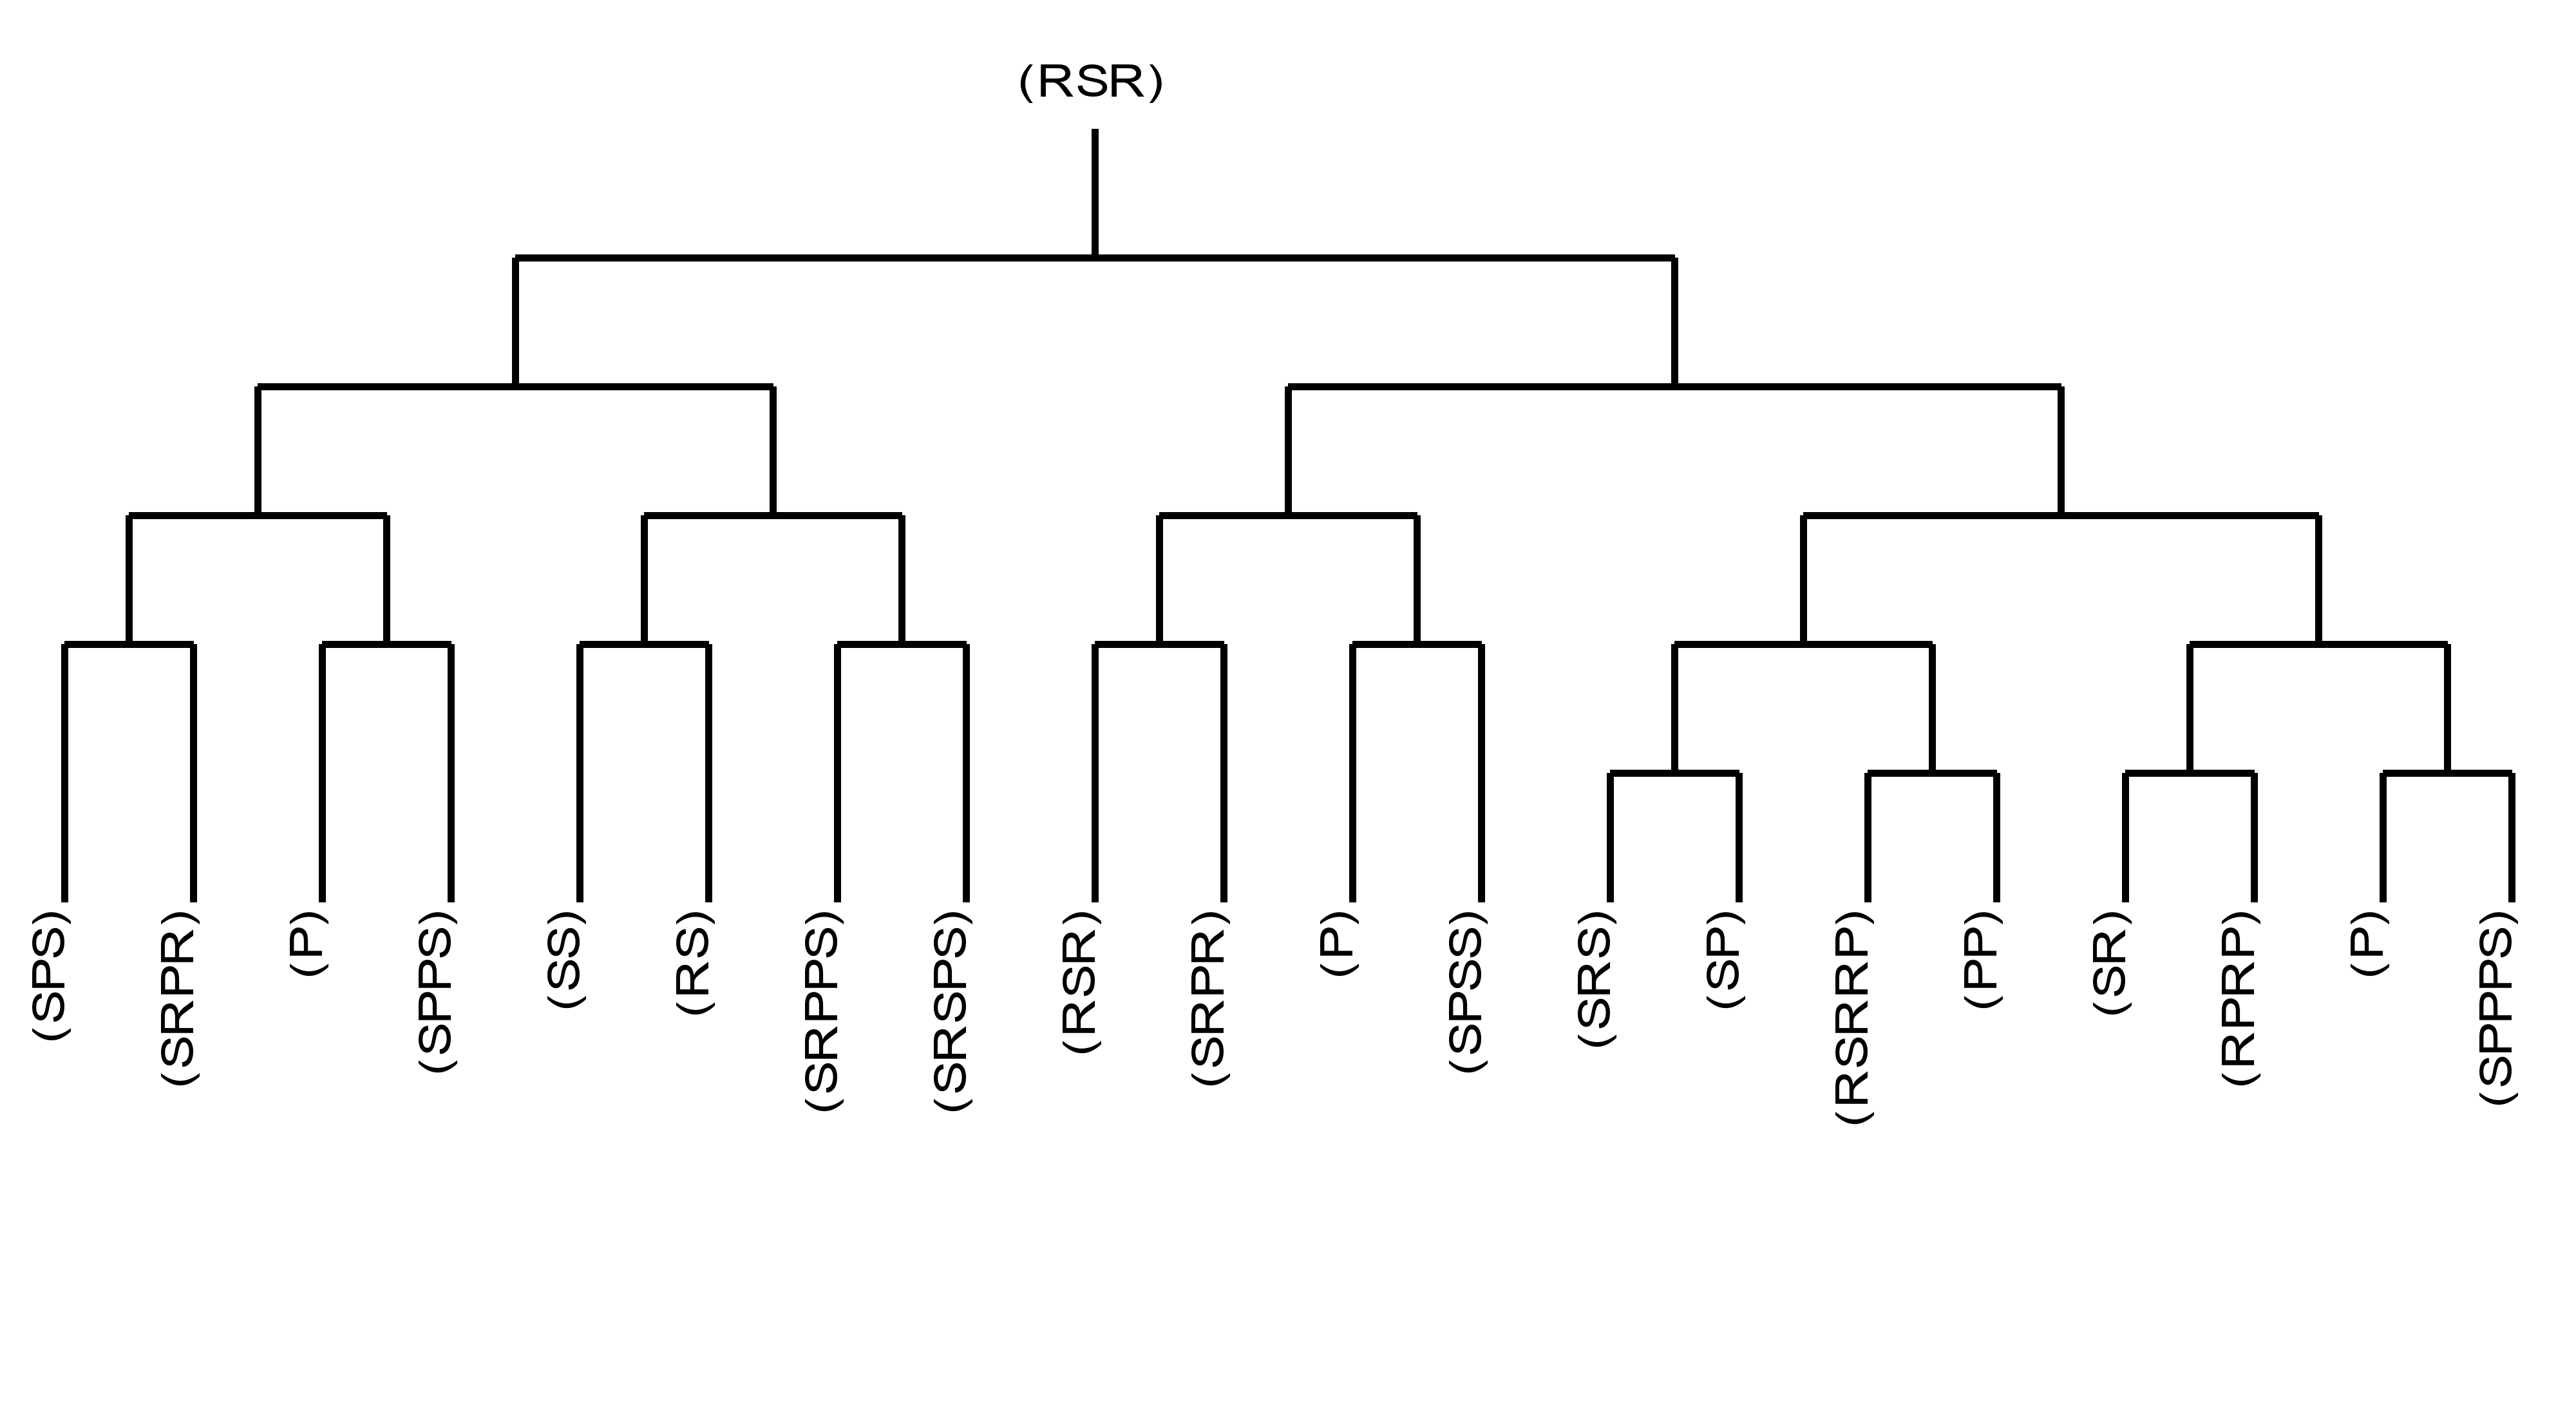 (RSR)
(SPS)
(SRPR)
(P)
(SPPS)
(SS)
(RS)
(SRPPS)
(SRSPS)
(RSR)
(SRPR)
(P)
(SPSS)
(SRS)
(SP)
(RSRRP)
(PP)
(SR)
(RPRP)
(P)
(SPPPS)